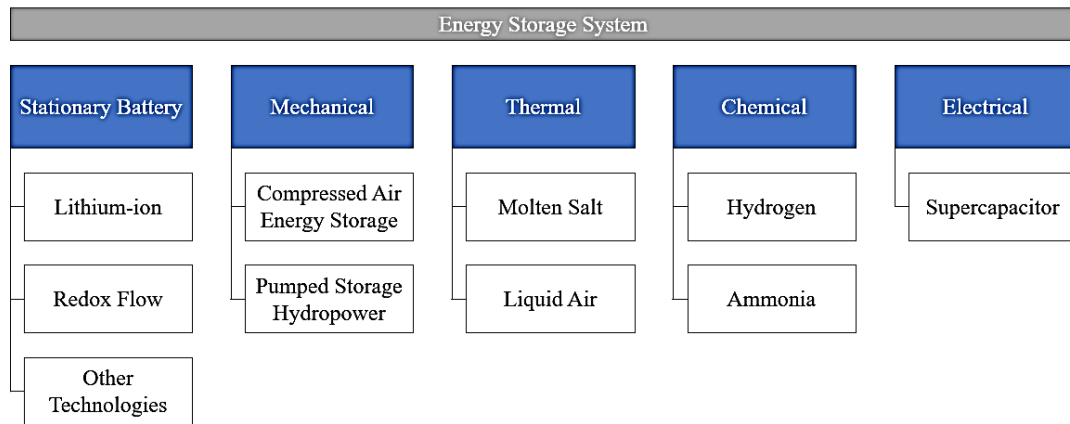 Energy Storage System
Stationary Battery
Mechanical
Thermal
Chemical
Electrical
Lithium-ion
Compressed Air
Energy Storage
Molten Salt
Hydrogen
Supercapacitor
Redox Flow
Pumped Storage
Hydropower
Liquid Air
Ammonia
Other
Technologies